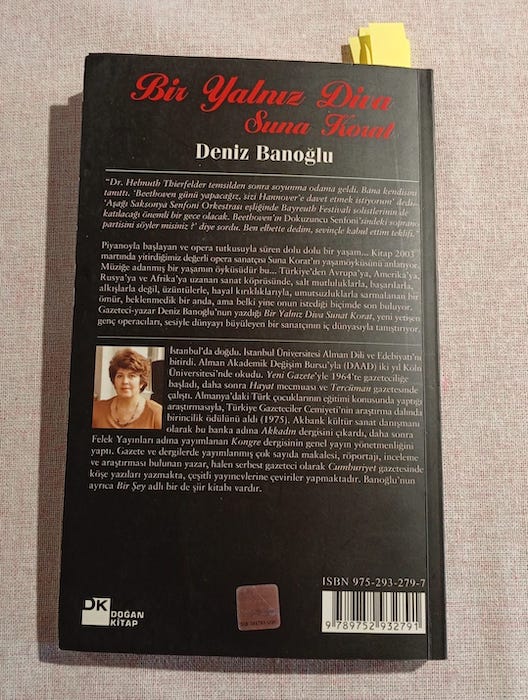 Bir Yalnız Diva
Suna Korat
Deniz Banoğlu
"Dr. Helmuth Thierfelder temsilden sonra soyunma odama geldi. Bana kendisini
tanıttı. 'Beethoven günü yapacağız, sizi Hannover'e davet etmek istiyorum' dedi.
'Aşağı Saksonya Senfoni Orkestrası eşliğinde Bayreuth Festivali solistlerinin de
katılacağı önemli bir gece olacak. Beethoven'ın Dokuzuncu Senfoni'sindeki soprano
partisini söyler misiniz?' diye sordu. Ben elbette dedim, sevinçle kabul ettim teklifi.
Piyanoyla başlayan ve opera tutkusuyla süren dolu dolu bir yaşam... Kitap 2003
martında yitirdiğimiz değerli opera sanatçısı Suna Korat'ın yaşamöyküsünü anlatıyor.
Müziğe adanmış bir yaşamın öyküsüdür bu... Türkiye'den Avrupa'ya, Amerika'ya,
Rusya'ya ve Afrika'ya uzanan sanat köprüsünde, salt mutluluklarla, başarılarla,
alkışlarla değil, üzüntülerle, hayal kırıklıklarıyla, umutsuzluklarla sarmalanan bir
ömür, beklenmedik bir anda, ama belki yine onun istediği biçimde son buluyor.
Gazeteci-yazar Deniz Banoğlu'nun yazdığı Bir Yalnız Diva Sunat Korat, yeni yetişen
genç operacıları, sesiyle dünyayı büyüleyen bir sanatçının iç dünyasıyla tanıştırıyor.
İstanbul'da doğdu. İstanbul Üniversitesi Alman Dili ve Edebiyatı'nı
bitirdi. Alman Akademik Değişim Bursu'yla (DAAD) iki yıl Köln
Üniversitesi'nde okudu. Yeni Gazete'yle 1964'te gazeteciliğe
başladı, daha sonra Hayat mecmuası ve Tercüman gazetesinde
çalıştı. Almanya'daki Türk çocuklarının eğitimi konusunda yaptığı
araştırmasıyla, Türkiye Gazeteciler Cemiyeti'nin araştırma dalında
birincilik ödülünü aldı (1975). Akbank kültür sanat danışmanı
olarak bu banka adına Akkadın dergisini çıkardı, daha sonra
Felek Yayınları adına yayımlanan Kongre dergisinin genel yayın yönetmenliğini
yaptı. Gazete ve dergilerde yayımlanmış çok sayıda makalesi, röportajı, inceleme
ve araştırması bulunan yazar, halen serbest gazeteci olarak Cumhuriyet gazetesinde
köşe yazıları yazmakta, çeşitli yayınevlerine çeviriler yapmaktadır. Banoğlu'nun
ayrıca Bir Şey adlı bir de şiir kitabı vardır.
ISBN 975-293-279-7
9 789752 932791
DK
DOĞAN
KİTAP